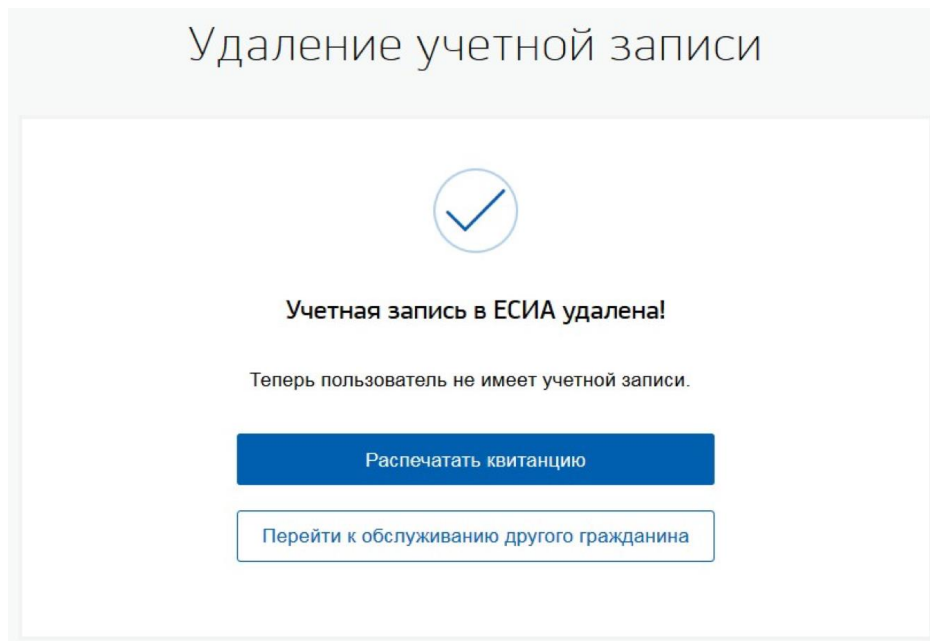 Удаление учетной записи
Учетная запись в ЕСИА удалена!
Теперь пользователь не имеет учетной записи.
Распечатать квитанцию
Перейти к обслуживанию другого гражданина